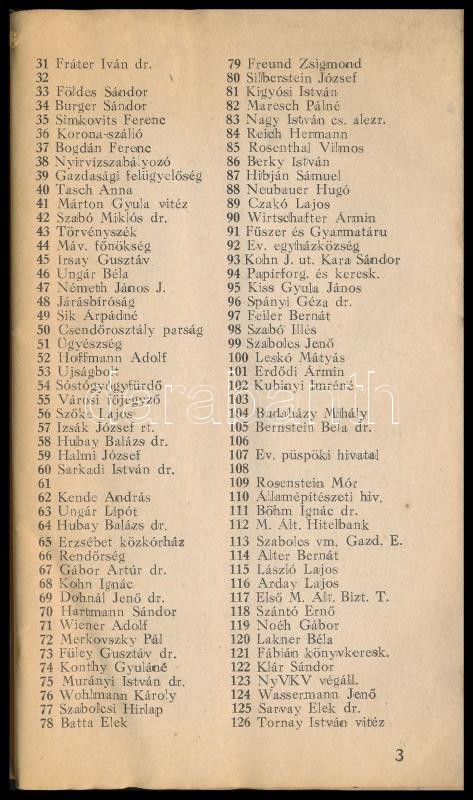 31 Fráter Iván dr.
32
33 Földes Sándor
34 Burger Sándor
35 Simkovits Ferenc
36 Korona-szálló
37 Bogdán Ferenc
38 Nyirvízszabályozó
39 Gazdasági felügyelőség
40 Tasch Anna
41 Márton Gyula vitéz
42 Szabó Miklós dr.
43 Törvényszék
44 Máv. főnökség
45 Irsay Gusztáv
46 Ungár Béla
47 Németh János J.
48 Járásbíróság
49 Sik Árpádné
50 Csendőrosztály parság
51 Ügyészség
52 Hoffmann Adolf
53 Ujságbolt
54 Sóstógyógyfürdő
55 Városi főjegyző
56 Szőke Lajos
57 Izsák József rt.
58 Hubay Balázs dr.
59 Halmi József
60 Sarkadi István dr.
61
62 Kende András
63 Ungár Lipót
64 Hubay Balázs dr.
65 Erzsébet közkórház
66 Rendőrség
67 Gábor Artúr dr.
68 Kohn Ignác
69 Dohnál Jenő dr.
70 Hartmann Sándor
71 Wiener Adolf
72 Merkovszky Pál
73 Füley Gusztáv dr.
74 Konthy Gyuláné
75 Murányi István dr.
76 Wohlmann Károly
77 Szabolcsi Hirlap
78 Batta Elek
79 Freund Zsigmond
80 Silberstein József
81 Kigyósi István
82 Maresch Pálné
83 Nagy István cs. alezr.
84 Reich Hermann
85 Rosenthal Vilmos
86 Berky István
87 Hibján Sámuel
88 Neubauer Hugó
89 Czakó Lajos
90 Wirtschafter Ármin
91 Fűszer és Gyarmatáru
92 Ev. egyházközség
93 Kohn J. ut. Kara Sándor
94 Papírforg. és keresk.
95 Kiss Gyula János
96 Spányi Géza dr.
97 Feiler Bernát
98 Szabó Illés
99 Szabolcs Jenő
100 Leskó Mátyás
101 Erdődi Ármin
102 Kubinyi Imréné
103
104 Budaházy Mihály
105 Bernstein Béla dr.
106
107 Ev. püspöki hivatal
108
109 Rosenstein Mór
110 Államépítészeti hiv.
111 Böhm Ignác dr.
112 M. Ált. Hitelbank
113 Szabolcs vm. Gazd. E.
114 Alter Bernát
115 László Lajos
116 Arday Lajos
117 Első M. Ált. Bizt. T.
118 Szántó Ernő
119 Noéh Gábor
120 Lakner Béla
121 Fábián könyvkeresk.
122 Klár Sándor
123 NyVKV végáll.
124 Wassermann Jenő
125 Sarvay Elek dr.
126 Tornay István vitéz
3
darabanth